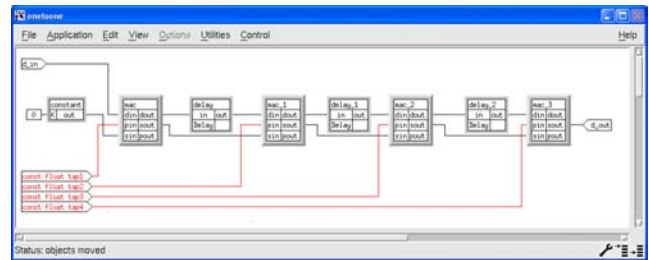 onetoone
File Application Edit View Options Utilities Control Help
d_in
constant
0 K out
mac
din dout
pin sout
sin pout
delay
in out
Delay
mac_1
din dout
pin sout
sin pout
delay_1
in out
Delay
mac_2
din dout
pin sout
sin pout
delay_2
in out
Delay
mac_3
din dout
pin sout
sin pout
d_out
const float tap1
const float tap2
const float tap3
const float tap4
Status: objects moved